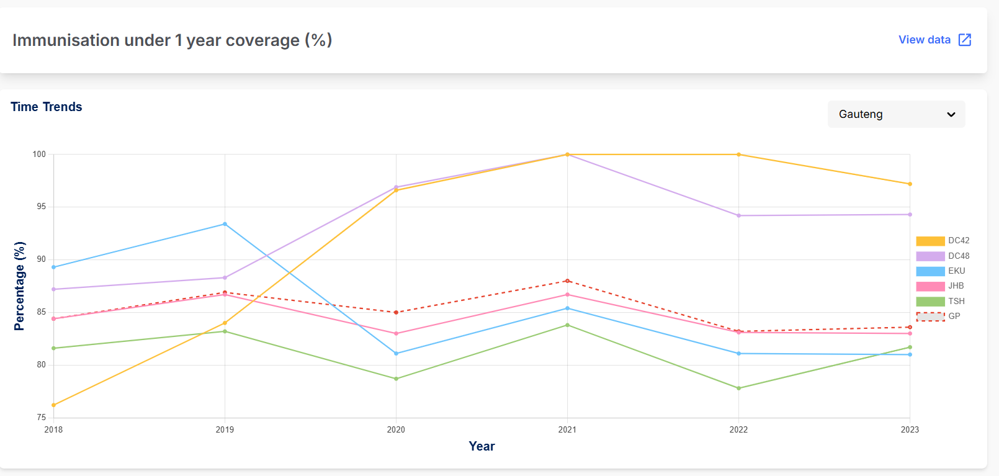 Immunisation under 1 year coverage (%)
View data
Time Trends
Gauteng
100
95
90
85
80
75
Percentage (%)
2018 2019 2020 2021 2022 2023
Year
DC42
DC48
EKU
JHB
TSH
GP